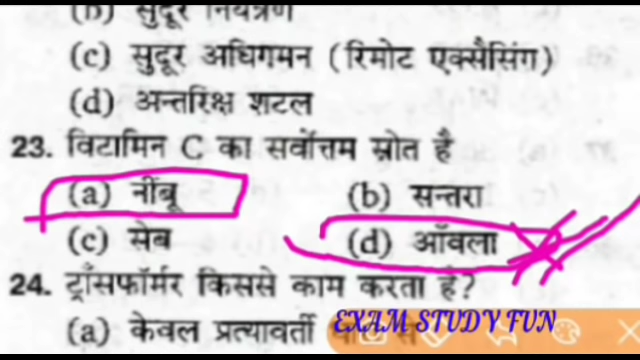 (b) सुदूर नियंत्रण
(c) सुदूर अधिगमन (रिमोट एक्सैसिंग)
(d) अन्तरिक्ष शटल
23. विटामिन C का सर्वोत्तम स्रोत है
(a) नींबू (b) सन्तरा
(c) सेब (d) आँवला
24. ट्राँसफॉर्मर किससे काम करता है?
(a) केवल प्रत्यावर्ती से
EXAM STUDY FUN